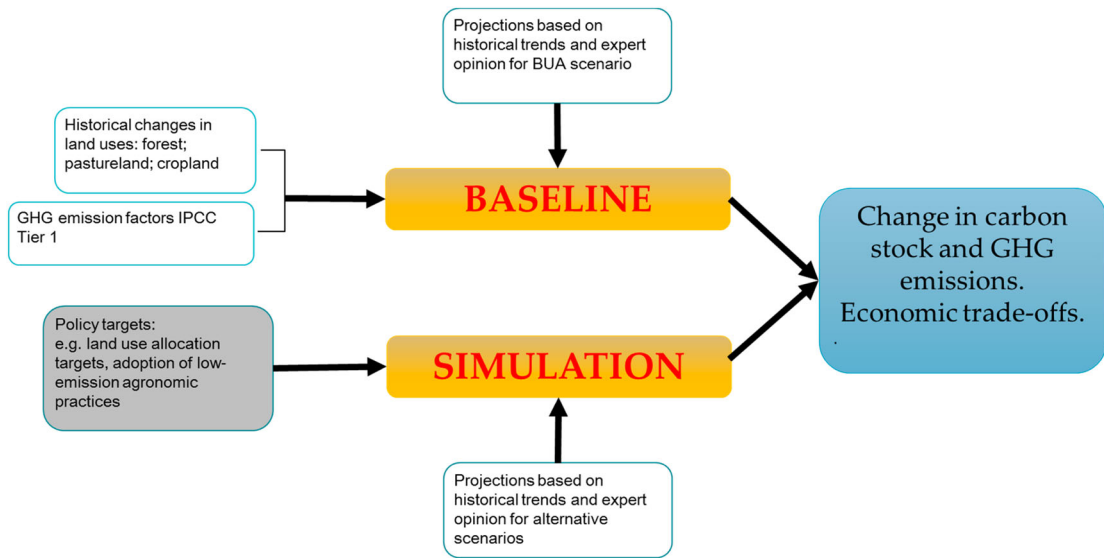 Projections based on
historical trends and expert
opinion for BUA scenario
Historical changes in
land uses: forest;
pastureland; cropland
GHG emission factors IPCC
Tier 1
BASELINE
Change in carbon
stock and GHG
emissions.
Economic trade-offs.
.
Policy targets:
e.g. land use allocation
targets, adoption of low-
emission agronomic
practices
SIMULATION
Projections based on
historical trends and expert
opinion for alternative
scenarios